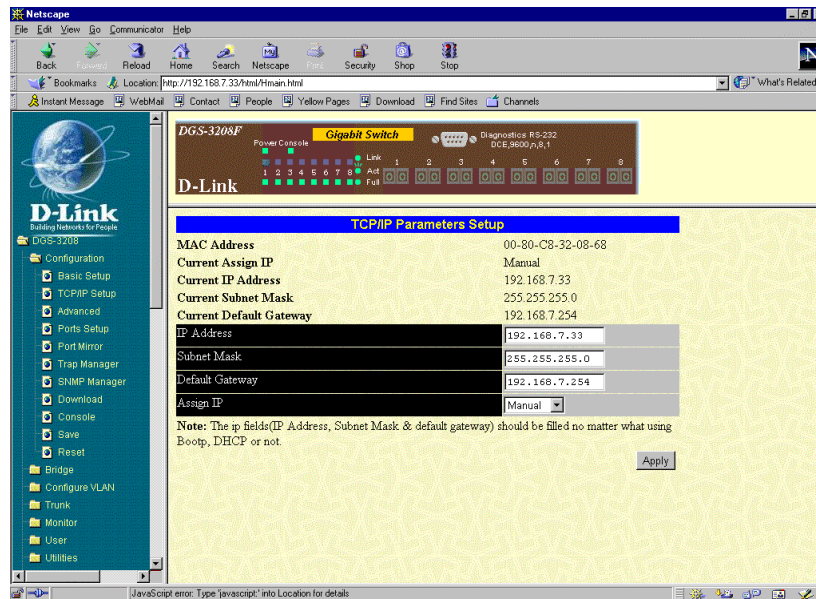 Netscape
File Edit View Go Communicator Help
Back Forward Reload Home Search Netscape Print Security Shop Stop
Bookmarks Location: http://192.168.7.33/html/Hmain.html What's Related
Instant Message WebMail Contact People Yellow Pages Download Find Sites Channels
D-Link
Building Networks for People
DGS-3208
Configuration
Basic Setup
TCP/IP Setup
Advanced
Ports Setup
Port Mirror
Trap Manager
SNMP Manager
Download
Console
Save
Reset
Bridge
Configure VLAN
Trunk
Monitor
User
Utilities
DGS-3208F
Gigabit Switch
Power Console
Diagnostics RS-232
DCE,9600,n,8,1
Link
1 2 3 4 5 6 7 8
Act
1 2 3 4 5 6 7 8
Full
D-Link
TCP/IP Parameters Setup
MAC Address 00-80-C8-32-08-68
Current Assign IP Manual
Current IP Address 192.168.7.33
Current Subnet Mask 255.255.255.0
Current Default Gateway 192.168.7.254
IP Address 192.168.7.33
Subnet Mask 255.255.255.0
Default Gateway 192.168.7.254
Assign IP Manual
Note: The ip fields(IP Address, Subnet Mask & default gateway) should be filled no matter what using
Bootp, DHCP or not.
Apply
JavaScript error: Type 'javascript:' into Location for details